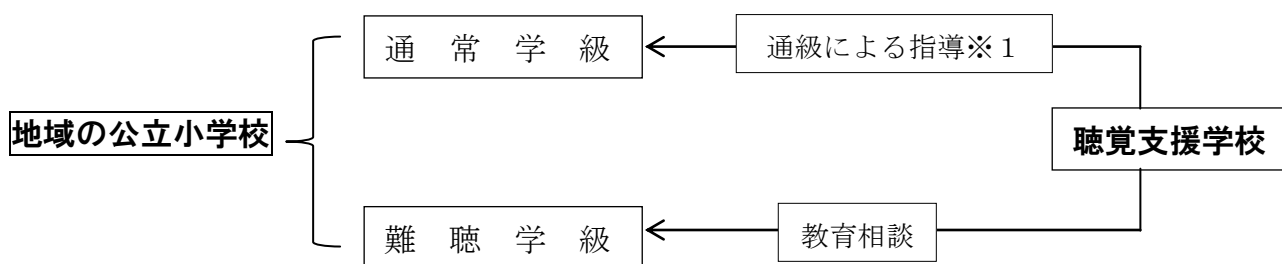 通常学級
通級による指導※１
地域の公立小学校
聴覚支援学校
難聴学級
教育相談